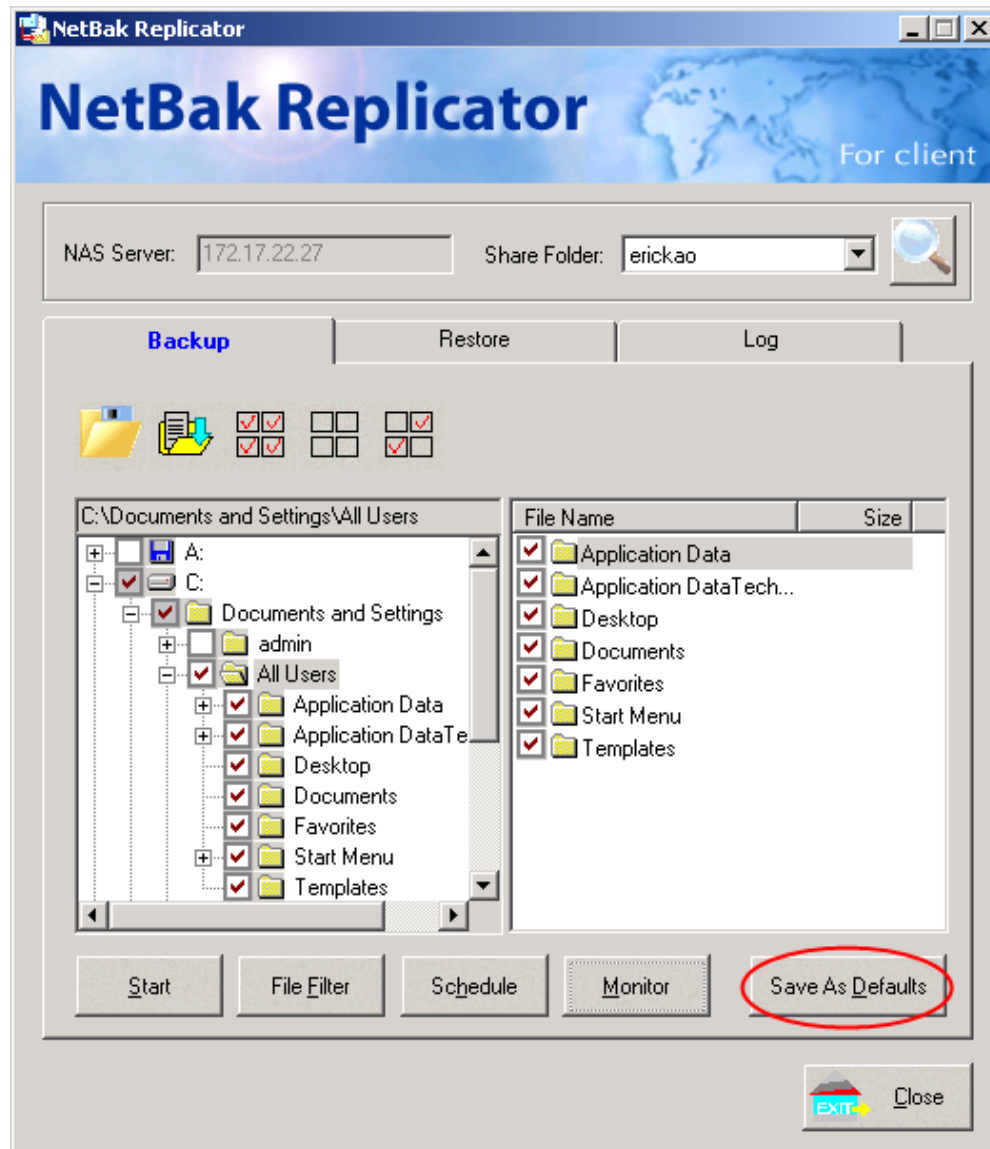 NetBak Replicator
NetBak Replicator
For client
NAS Server: 172.17.22.27 Share Folder: erickao
Backup Restore Log
C:\Documents and Settings\All Users
A:
C:
Documents and Settings
admin
All Users
Application Data
Application DataTe
Desktop
Documents
Favorites
Start Menu
Templates
File Name Size
Application Data
Application DataTech...
Desktop
Documents
Favorites
Start Menu
Templates
Start File Filter Schedule Monitor Save As Defaults
EXIT Close